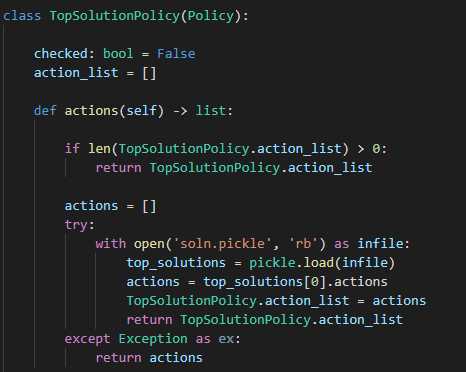 class TopSolutionPolicy(Policy):
    checked: bool = False
    action_list = []
    def actions(self) -> list:
        if len(TopSolutionPolicy.action_list) > 0:
            return TopSolutionPolicy.action_list
        actions = []
        try:
            with open('soln.pickle', 'rb') as infile:
                top_solutions = pickle.load(infile)
                actions = top_solutions[0].actions
                TopSolutionPolicy.action_list = actions
                return TopSolutionPolicy.action_list
        except Exception as ex:
            return actions